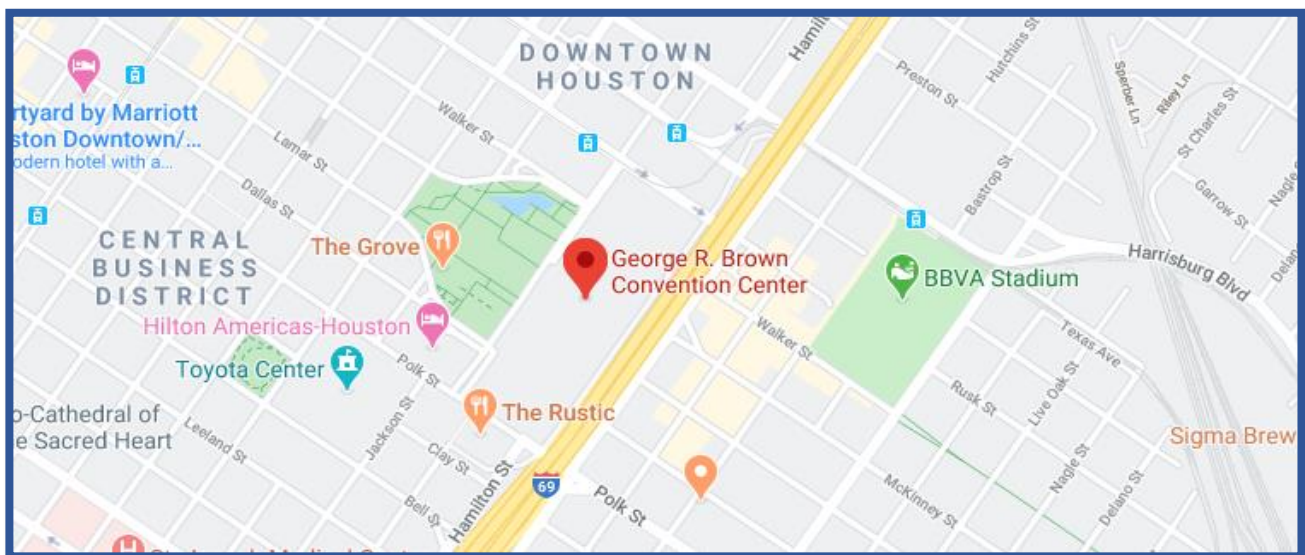 DOWNTOWN
HOUSTON
Hamil
Preston St
Hutchins St
Sperber Ln
Riley Ln
St Charles St
rtyard by Marriott
ston Downtown/...
odern hotel with a...
Walker St
Lamar St
Dallas St
Bastrop St
Garrow St
Nagle S
Delano
Harrisburg Blvd
CENTRAL
BUSINESS
DISTRICT
The Grove
George R. Brown
Convention Center
BBVA Stadium
Hilton Americas-Houston
Toyota Center
Walker St
Texas Ave
Polk St
Rusk St
Live Oak St
The Rustic
o-Cathedral of
e Sacred Heart
Leeland St
Jackson St
Clay St
Sigma Brew
Nagle St
Delano St
McKinney St
69
Polk St
Bell St
Hamilton St
H